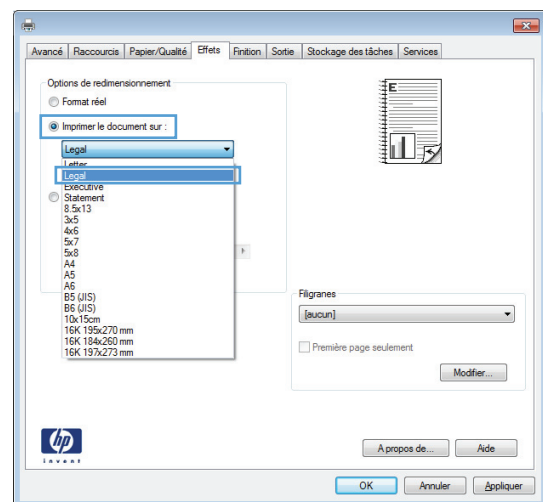 Avancé Raccourcis Papier/Qualité Effets Finition Sortie Stockage des tâches Services
Options de redimensionnement
Format réel
Imprimer le document sur :
Legal
Letter
Legal
Executive
Statement
8.5x13
3x5
4x6
5x7
5x8
A4
A5
A6
B5 (JIS)
B6 (JIS)
10x15cm
16K 195x270 mm
16K 184x260 mm
16K 197x273 mm
E
Filigranes
[aucun]
Première page seulement
Modifier...
hp
invent
A propos de... Aide
OK Annuler Appliquer